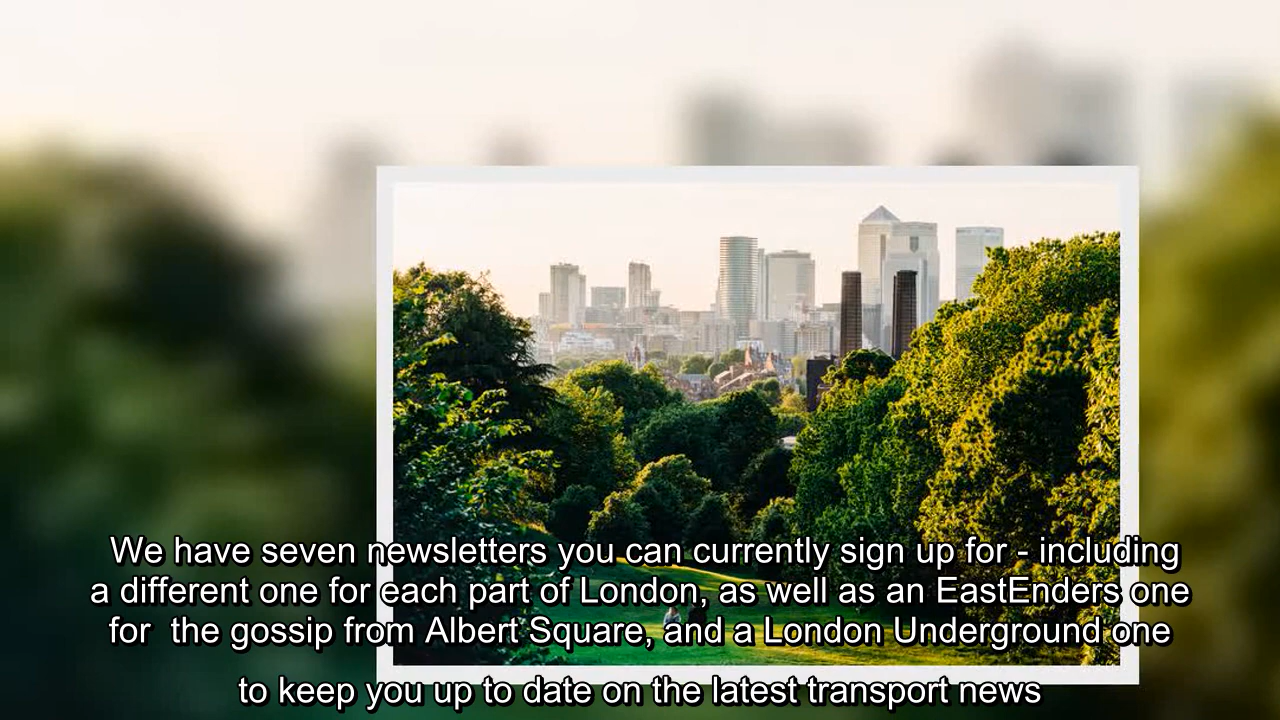 We have seven newsletters you can currently sign up for - including
a different one for each part of London, as well as an EastEnders one
for  the gossip from Albert Square, and a London Underground one
to keep you up to date on the latest transport news